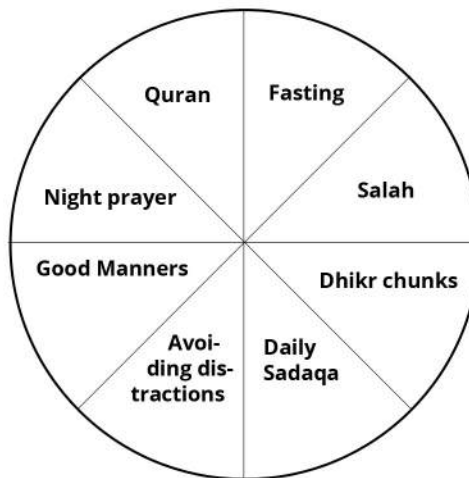 Quran
Fasting
Night prayer
Salah
Good Manners
Dhikr chunks
Avoi-
ding dis-
tractions
Daily
Sadaqa